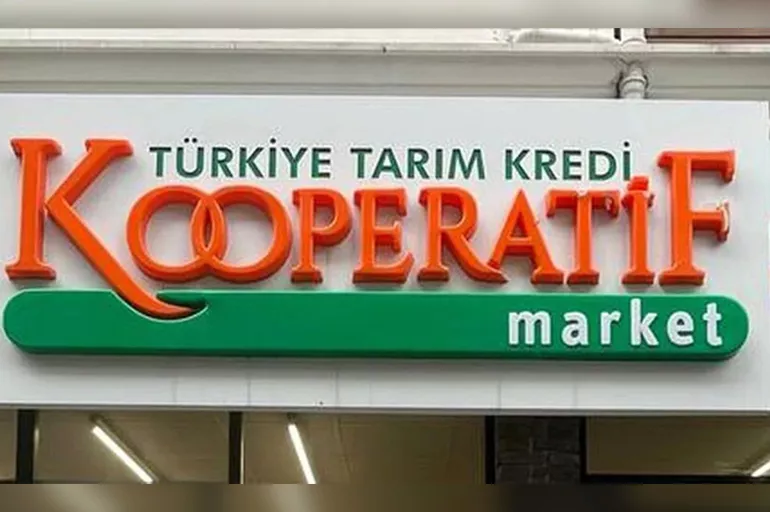 TÜRKİYE TARIM KREDİ
KOOPERATİF
market